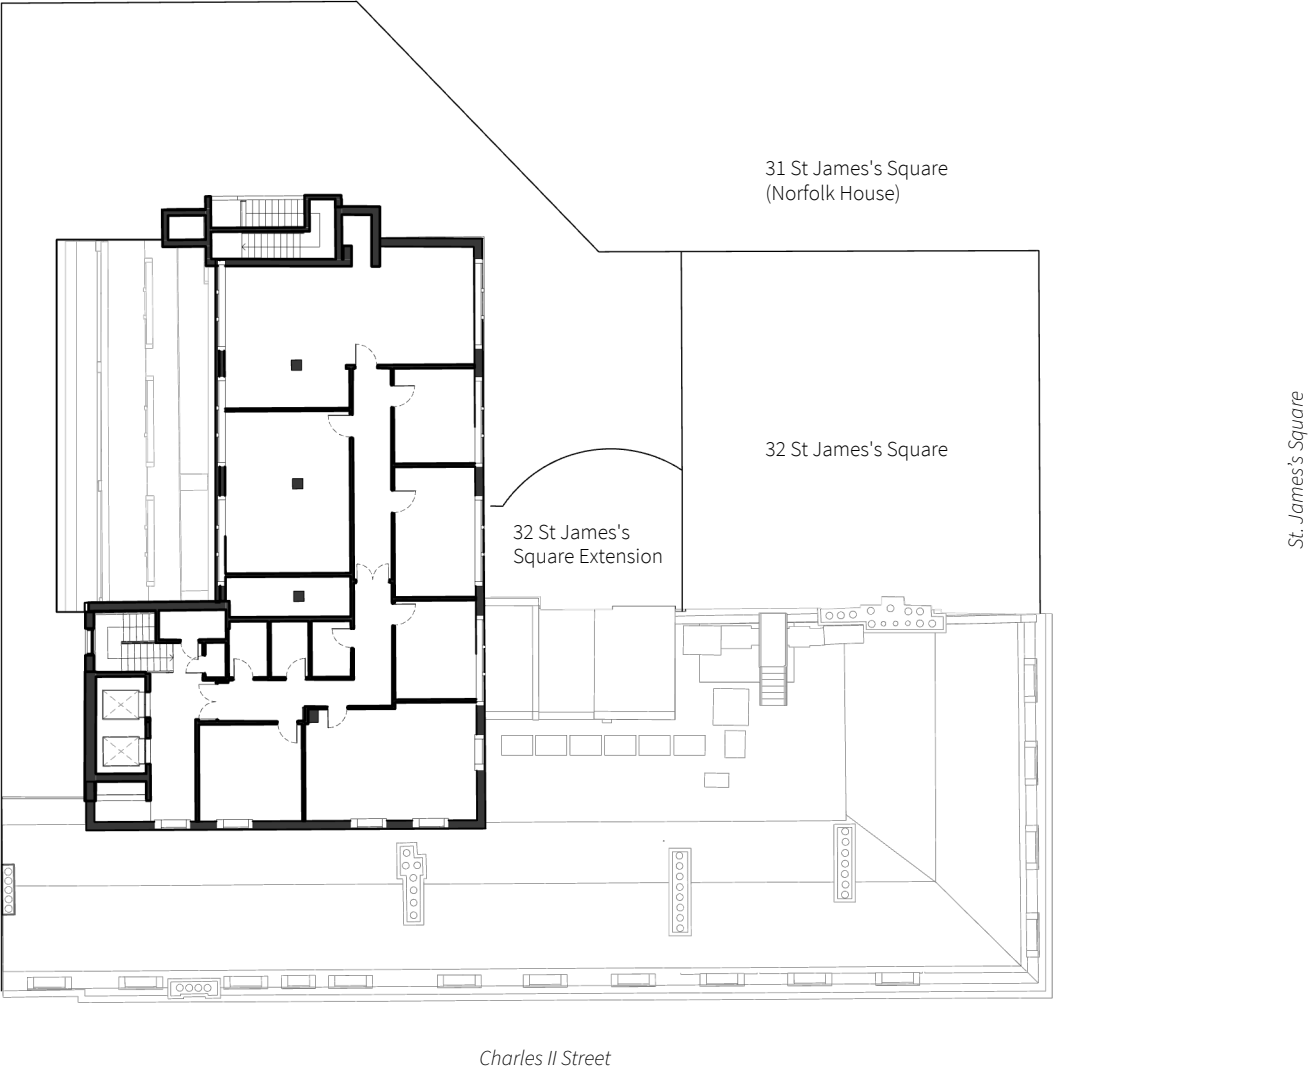 31 St James's Square
(Norfolk House)
32 St James's Square
St. James’s Square
32 St James's
Square Extension
Charles II Street